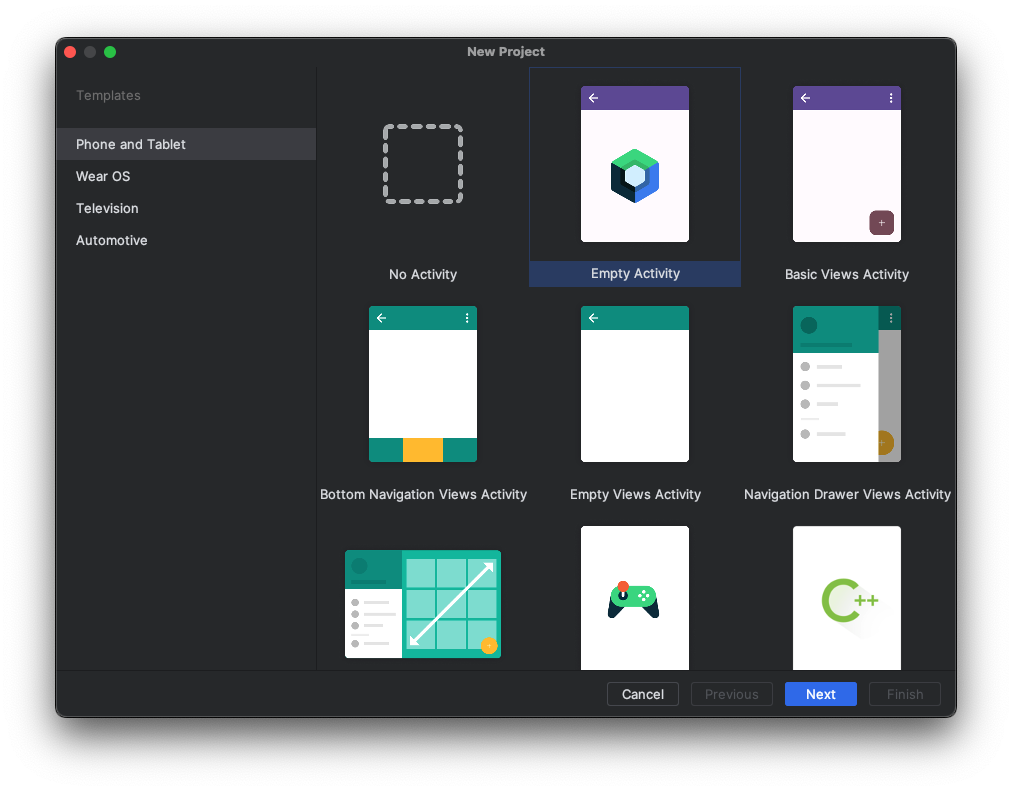 New Project
Templates
Phone and Tablet
Wear OS
Television
Automotive
No Activity
Empty Activity
Basic Views Activity
Bottom Navigation Views Activity
Empty Views Activity
Navigation Drawer Views Activity
C++
Cancel
Previous
Next
Finish